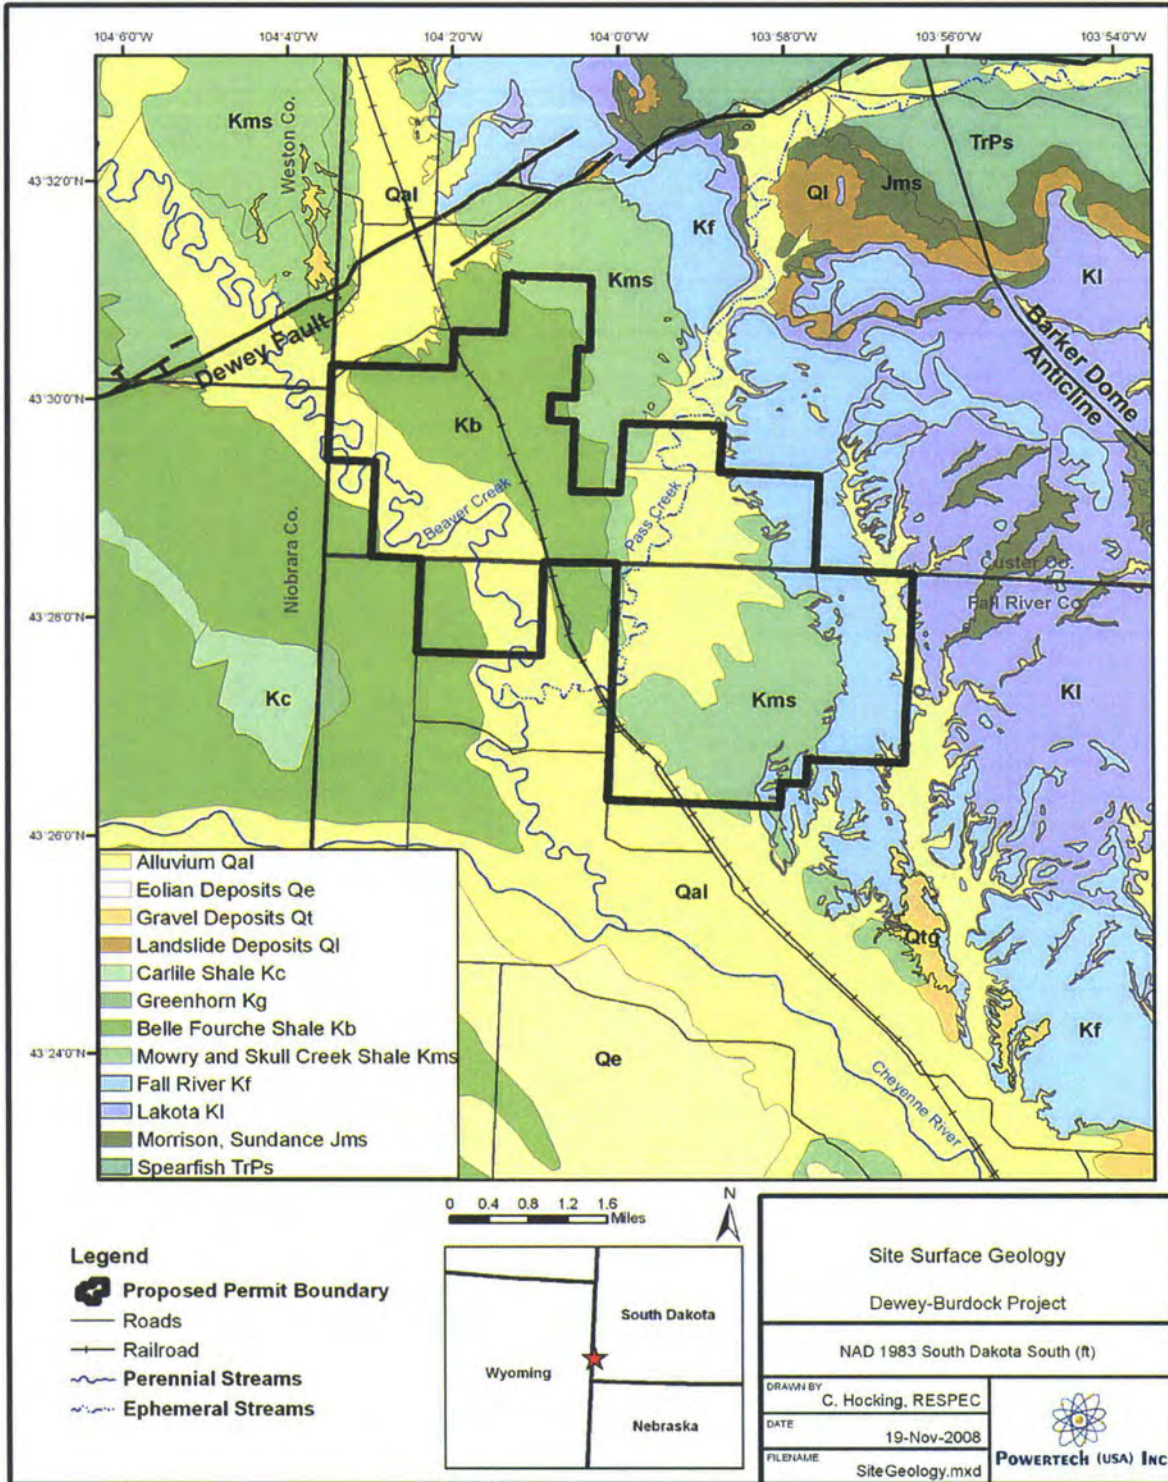 104°6'0"W
104°4'0"W
104°2'0"W
104°0'0"W
103°58'0"W
103°56'0"W
103°54'0"W
43°32'0"N
43°30'0"N
43°28'0"N
43°26'0"N
43°24'0"N
Kms
Weston Co.
Qal
Kf
Ql
Jms
TrPs
Kl
Kms
Dewey Fault
Barker Dome
Anticline
Kb
Beaver Creek
Pass Creek
Niobrara Co.
Custer Co.
Fall River Co.
Kc
Kms
Kl
Qal
Qtg
Qe
Kf
Cheyenne River
Alluvium Qal
Eolian Deposits Qe
Gravel Deposits Qt
Landslide Deposits Ql
Carlile Shale Kc
Greenhorn Kg
Belle Fourche Shale Kb
Mowry and Skull Creek Shale Kms
Fall River Kf
Lakota Kl
Morrison, Sundance Jms
Spearfish TrPs
Legend
Proposed Permit Boundary
Roads
Railroad
Perennial Streams
Ephemeral Streams
0 0.4 0.8 1.2 1.6
Miles
N
Wyoming
South Dakota
Nebraska
Site Surface Geology
Dewey-Burdock Project
NAD 1983 South Dakota South (ft)
DRAWN BY
C. Hocking, RESPEC
DATE
19-Nov-2008
FILENAME
SiteGeology.mxd
POWERTECH (USA) INC